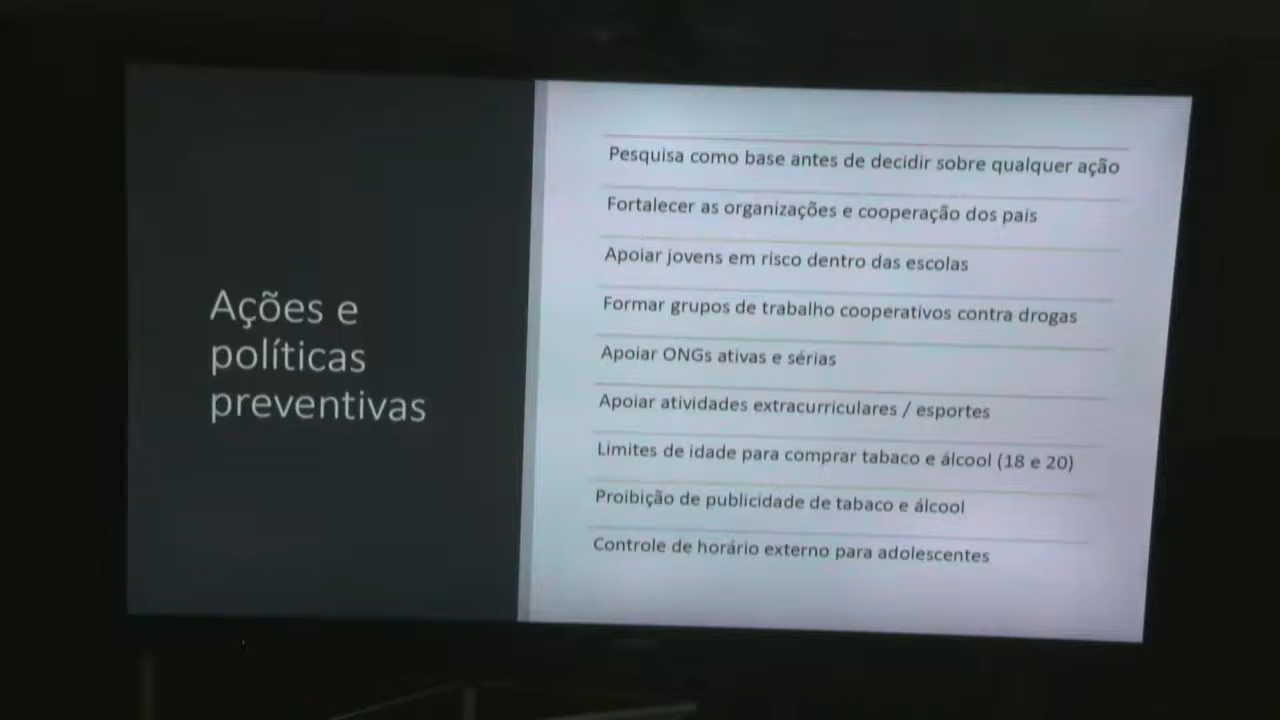 Ações e
políticas
preventivas
Pesquisa como base antes de decidir sobre qualquer ação
Fortalecer as organizações e cooperação dos pais
Apoiar jovens em risco dentro das escolas
Formar grupos de trabalho cooperativos contra drogas
Apoiar ONGs ativas e sérias
Apoiar atividades extracurriculares / esportes
Limites de idade para comprar tabaco e álcool (18 e 20)
Proibição de publicidade de tabaco e álcool
Controle de horário externo para adolescentes